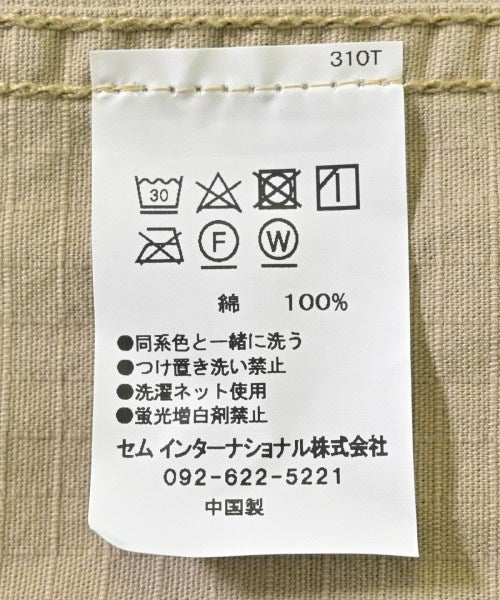 310T
30
F W
綿 100%
●同系色と一緒に洗う
●つけ置き洗い禁止
●洗濯ネット使用
●蛍光増白剤禁止
セム インターナショナル株式会社
092-622-5221
中国製